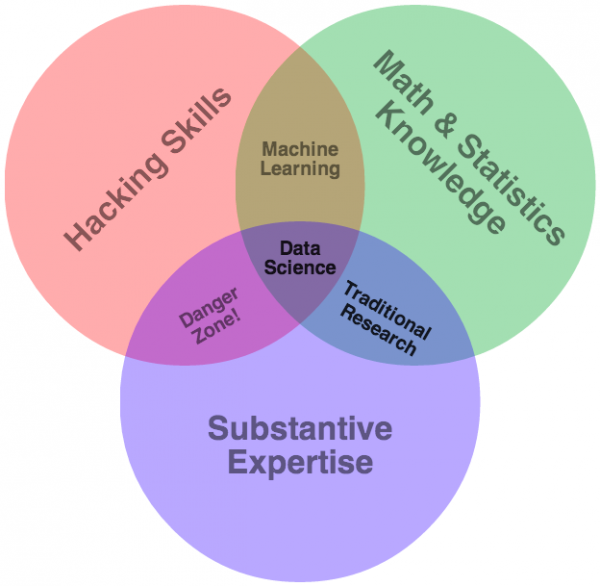 Hacking Skills
Math & Statistics
Knowledge
Machine
Learning
Data
Science
Danger
Zone!
Traditional
Research
Substantive
Expertise